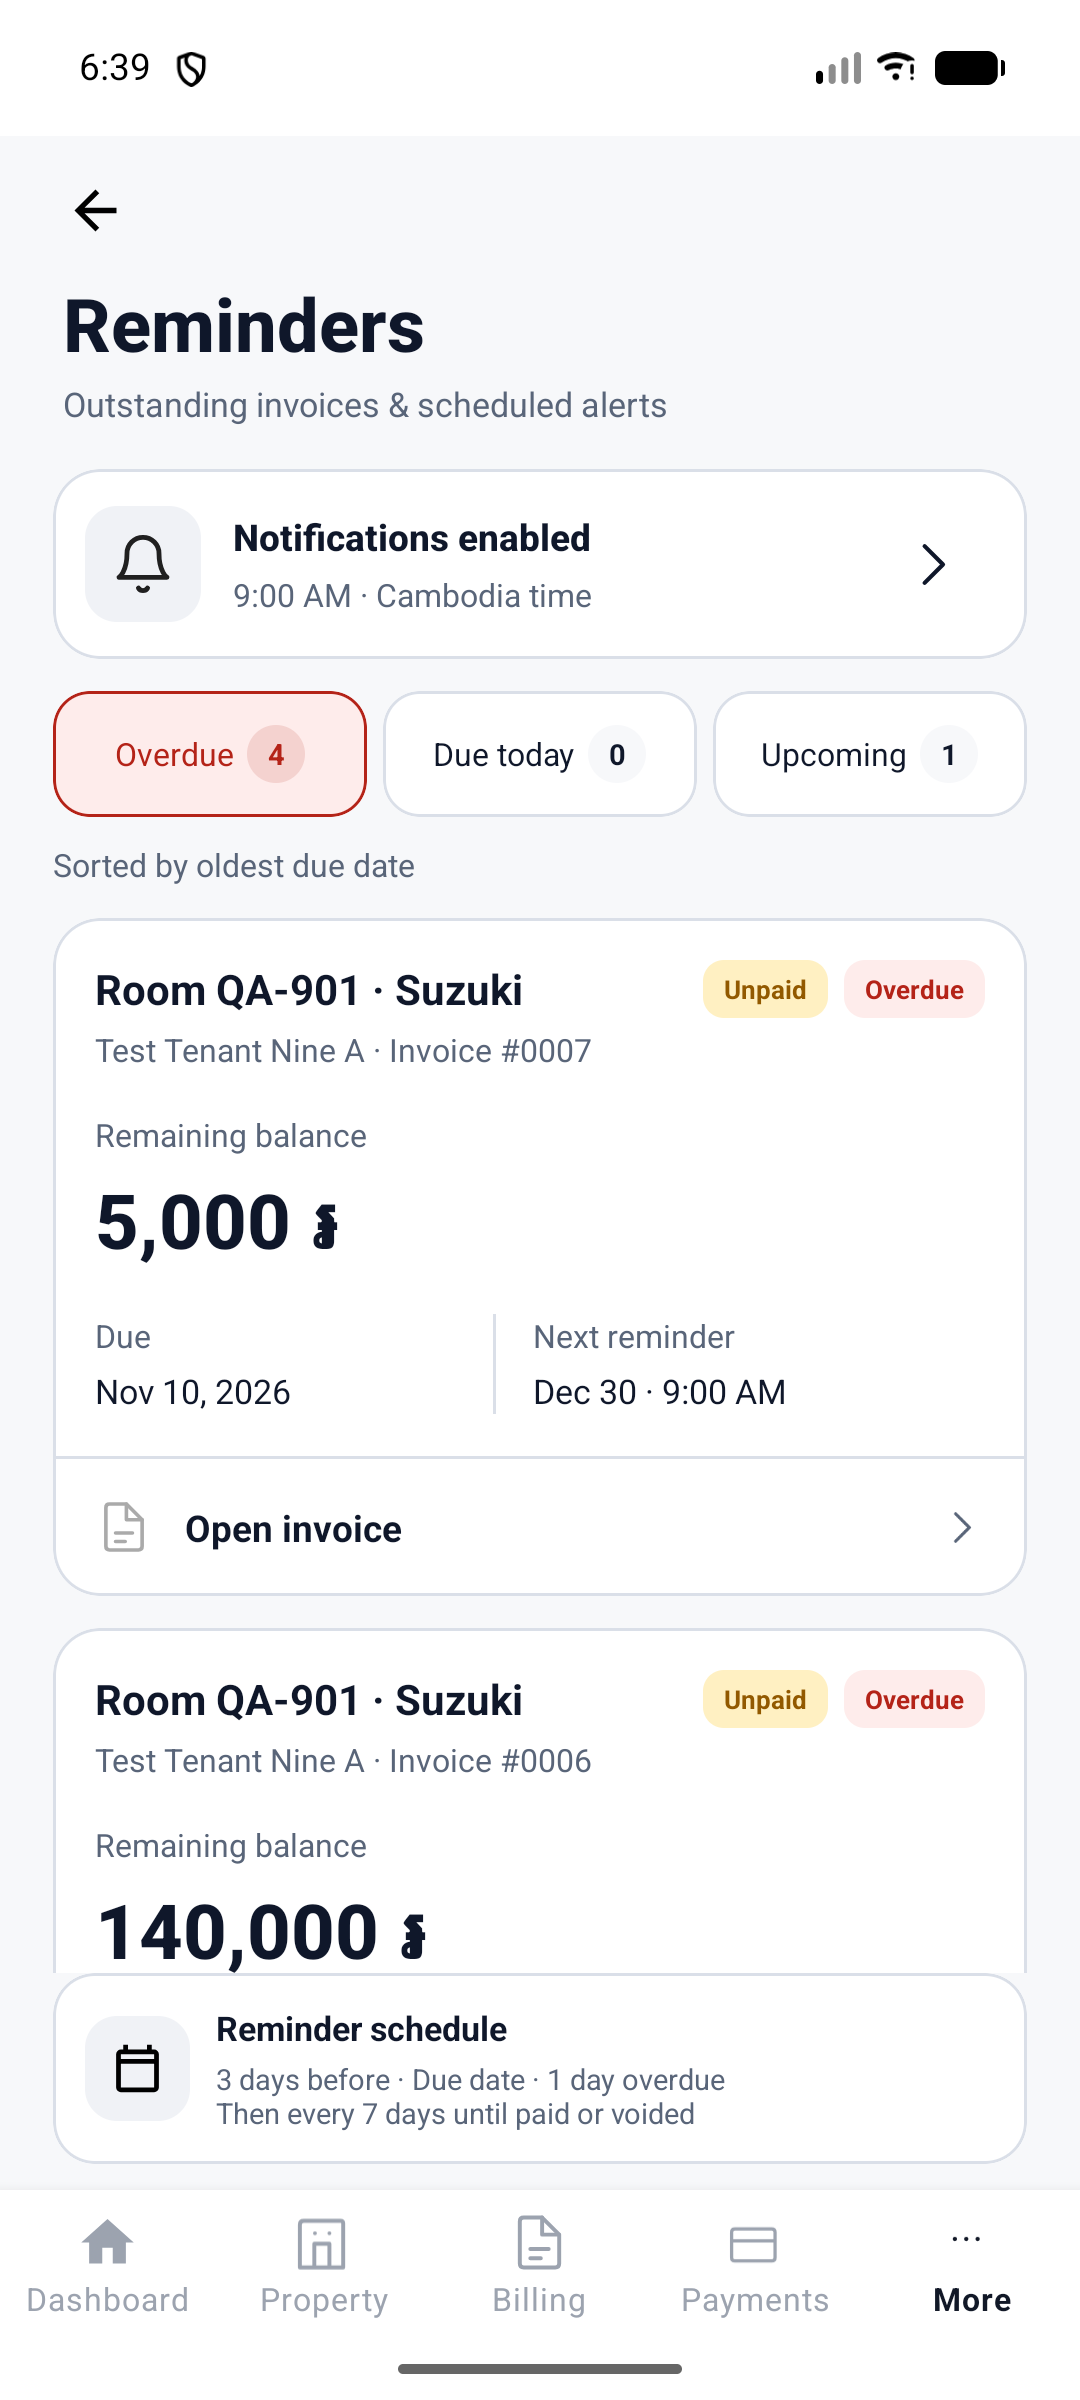 6:39
Reminders
Outstanding invoices & scheduled alerts
Notifications enabled
9:00 AM · Cambodia time
Overdue 4
Due today 0
Upcoming 1
Sorted by oldest due date
Room QA-901 · Suzuki
Unpaid
Overdue
Test Tenant Nine A · Invoice #0007
Remaining balance
5,000 ៛
Due
Nov 10, 2026
Next reminder
Dec 30 · 9:00 AM
Open invoice
Room QA-901 · Suzuki
Unpaid
Overdue
Test Tenant Nine A · Invoice #0006
Remaining balance
140,000 ៛
Reminder schedule
3 days before · Due date · 1 day overdue
Then every 7 days until paid or voided
Dashboard
Property
Billing
Payments
More